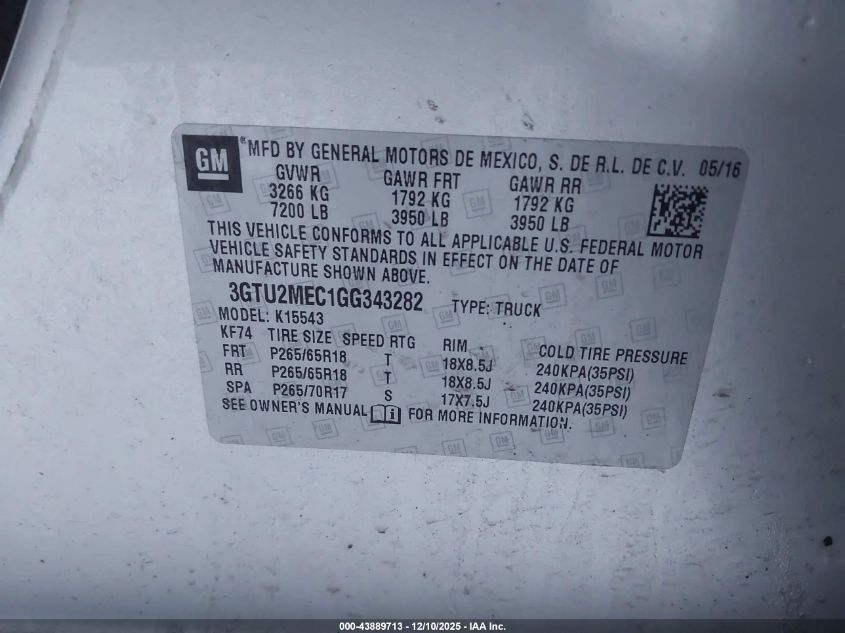 GM
® MFD BY GENERAL MOTORS DE MEXICO, S. DE R.L. DE C.V. 05/16
GVWR GAWR FRT GAWR RR
3266 KG 1792 KG 1792 KG
7200 LB 3950 LB 3950 LB
THIS VEHICLE CONFORMS TO ALL APPLICABLE U.S. FEDERAL MOTOR
VEHICLE SAFETY STANDARDS IN EFFECT ON THE DATE OF
MANUFACTURE SHOWN ABOVE.
3GTU2MEC1GG343282 TYPE: TRUCK
MODEL: K15543
KF74 TIRE SIZE SPEED RTG RIM COLD TIRE PRESSURE
FRT P265/65R18 T 18X8.5J 240KPA(35PSI)
RR P265/65R18 T 18X8.5J 240KPA(35PSI)
SPA P265/70R17 S 17X7.5J 240KPA(35PSI)
SEE OWNER'S MANUAL i FOR MORE INFORMATION.
000-43889713 - 12/10/2025 - IAA Inc.